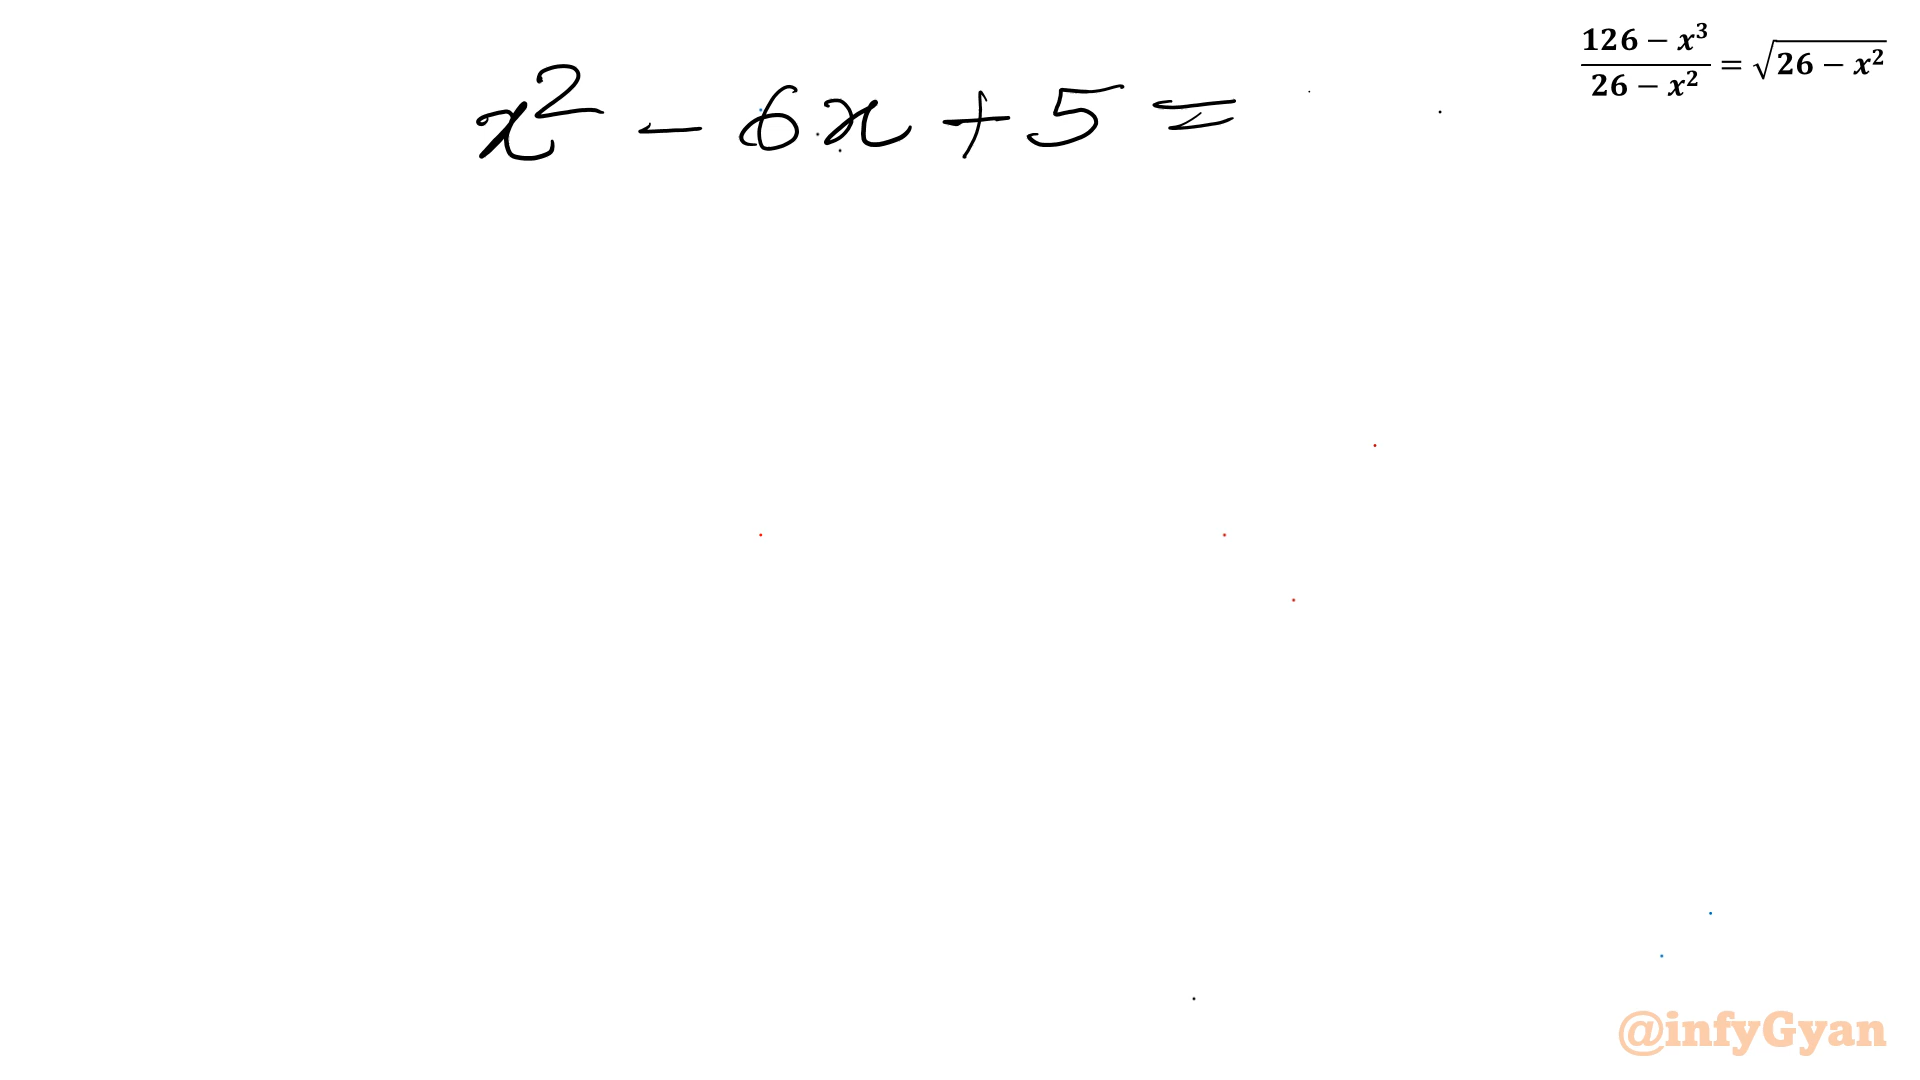 x² - 6x + 5 =
126 − x³
26 − x²
= √26 − x²
@infyGyan